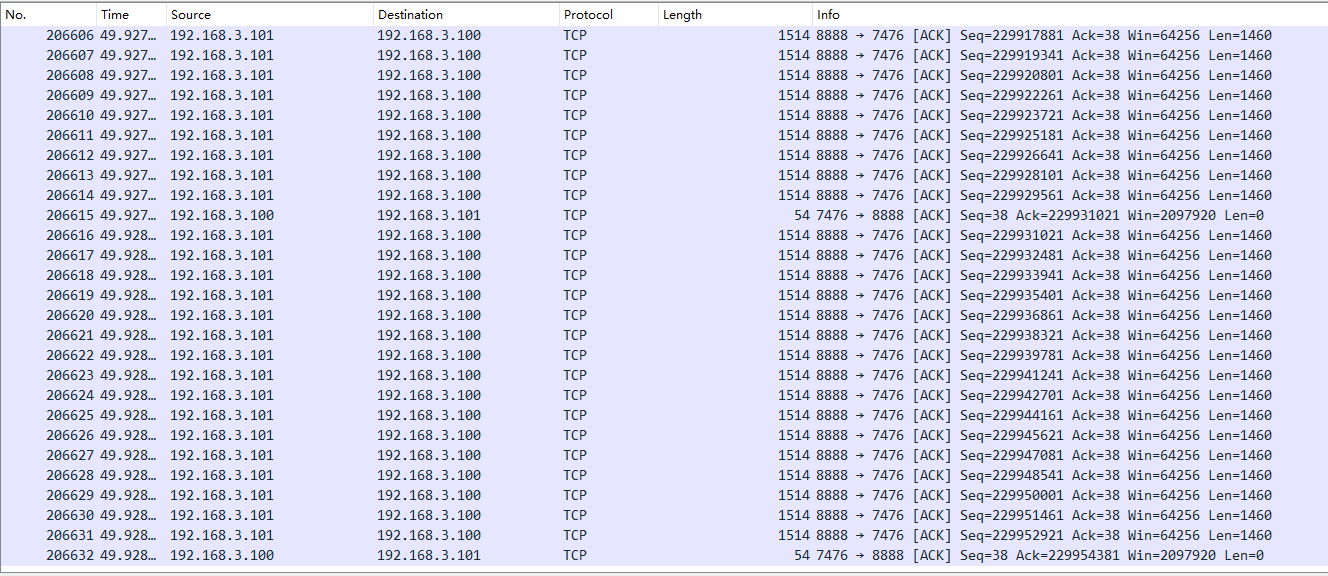 No. Time Source Destination Protocol Length Info
206606 49.927… 192.168.3.101 192.168.3.100 TCP 1514 8888 → 7476 [ACK] Seq=229917881 Ack=38 Win=64256 Len=1460
206607 49.927… 192.168.3.101 192.168.3.100 TCP 1514 8888 → 7476 [ACK] Seq=229919341 Ack=38 Win=64256 Len=1460
206608 49.927… 192.168.3.101 192.168.3.100 TCP 1514 8888 → 7476 [ACK] Seq=229920801 Ack=38 Win=64256 Len=1460
206609 49.927… 192.168.3.101 192.168.3.100 TCP 1514 8888 → 7476 [ACK] Seq=229922261 Ack=38 Win=64256 Len=1460
206610 49.927… 192.168.3.101 192.168.3.100 TCP 1514 8888 → 7476 [ACK] Seq=229923721 Ack=38 Win=64256 Len=1460
206611 49.927… 192.168.3.101 192.168.3.100 TCP 1514 8888 → 7476 [ACK] Seq=229925181 Ack=38 Win=64256 Len=1460
206612 49.927… 192.168.3.101 192.168.3.100 TCP 1514 8888 → 7476 [ACK] Seq=229926641 Ack=38 Win=64256 Len=1460
206613 49.927… 192.168.3.101 192.168.3.100 TCP 1514 8888 → 7476 [ACK] Seq=229928101 Ack=38 Win=64256 Len=1460
206614 49.927… 192.168.3.101 192.168.3.100 TCP 1514 8888 → 7476 [ACK] Seq=229929561 Ack=38 Win=64256 Len=1460
206615 49.927… 192.168.3.100 192.168.3.101 TCP 54 7476 → 8888 [ACK] Seq=38 Ack=229931021 Win=2097920 Len=0
206616 49.928… 192.168.3.101 192.168.3.100 TCP 1514 8888 → 7476 [ACK] Seq=229931021 Ack=38 Win=64256 Len=1460
206617 49.928… 192.168.3.101 192.168.3.100 TCP 1514 8888 → 7476 [ACK] Seq=229932481 Ack=38 Win=64256 Len=1460
206618 49.928… 192.168.3.101 192.168.3.100 TCP 1514 8888 → 7476 [ACK] Seq=229933941 Ack=38 Win=64256 Len=1460
206619 49.928… 192.168.3.101 192.168.3.100 TCP 1514 8888 → 7476 [ACK] Seq=229935401 Ack=38 Win=64256 Len=1460
206620 49.928… 192.168.3.101 192.168.3.100 TCP 1514 8888 → 7476 [ACK] Seq=229936861 Ack=38 Win=64256 Len=1460
206621 49.928… 192.168.3.101 192.168.3.100 TCP 1514 8888 → 7476 [ACK] Seq=229938321 Ack=38 Win=64256 Len=1460
206622 49.928… 192.168.3.101 192.168.3.100 TCP 1514 8888 → 7476 [ACK] Seq=229939781 Ack=38 Win=64256 Len=1460
206623 49.928… 192.168.3.101 192.168.3.100 TCP 1514 8888 → 7476 [ACK] Seq=229941241 Ack=38 Win=64256 Len=1460
206624 49.928… 192.168.3.101 192.168.3.100 TCP 1514 8888 → 7476 [ACK] Seq=229942701 Ack=38 Win=64256 Len=1460
206625 49.928… 192.168.3.101 192.168.3.100 TCP 1514 8888 → 7476 [ACK] Seq=229944161 Ack=38 Win=64256 Len=1460
206626 49.928… 192.168.3.101 192.168.3.100 TCP 1514 8888 → 7476 [ACK] Seq=229945621 Ack=38 Win=64256 Len=1460
206627 49.928… 192.168.3.101 192.168.3.100 TCP 1514 8888 → 7476 [ACK] Seq=229947081 Ack=38 Win=64256 Len=1460
206628 49.928… 192.168.3.101 192.168.3.100 TCP 1514 8888 → 7476 [ACK] Seq=229948541 Ack=38 Win=64256 Len=1460
206629 49.928… 192.168.3.101 192.168.3.100 TCP 1514 8888 → 7476 [ACK] Seq=229950001 Ack=38 Win=64256 Len=1460
206630 49.928… 192.168.3.101 192.168.3.100 TCP 1514 8888 → 7476 [ACK] Seq=229951461 Ack=38 Win=64256 Len=1460
206631 49.928… 192.168.3.101 192.168.3.100 TCP 1514 8888 → 7476 [ACK] Seq=229952921 Ack=38 Win=64256 Len=1460
206632 49.928… 192.168.3.100 192.168.3.101 TCP 54 7476 → 8888 [ACK] Seq=38 Ack=229954381 Win=2097920 Len=0